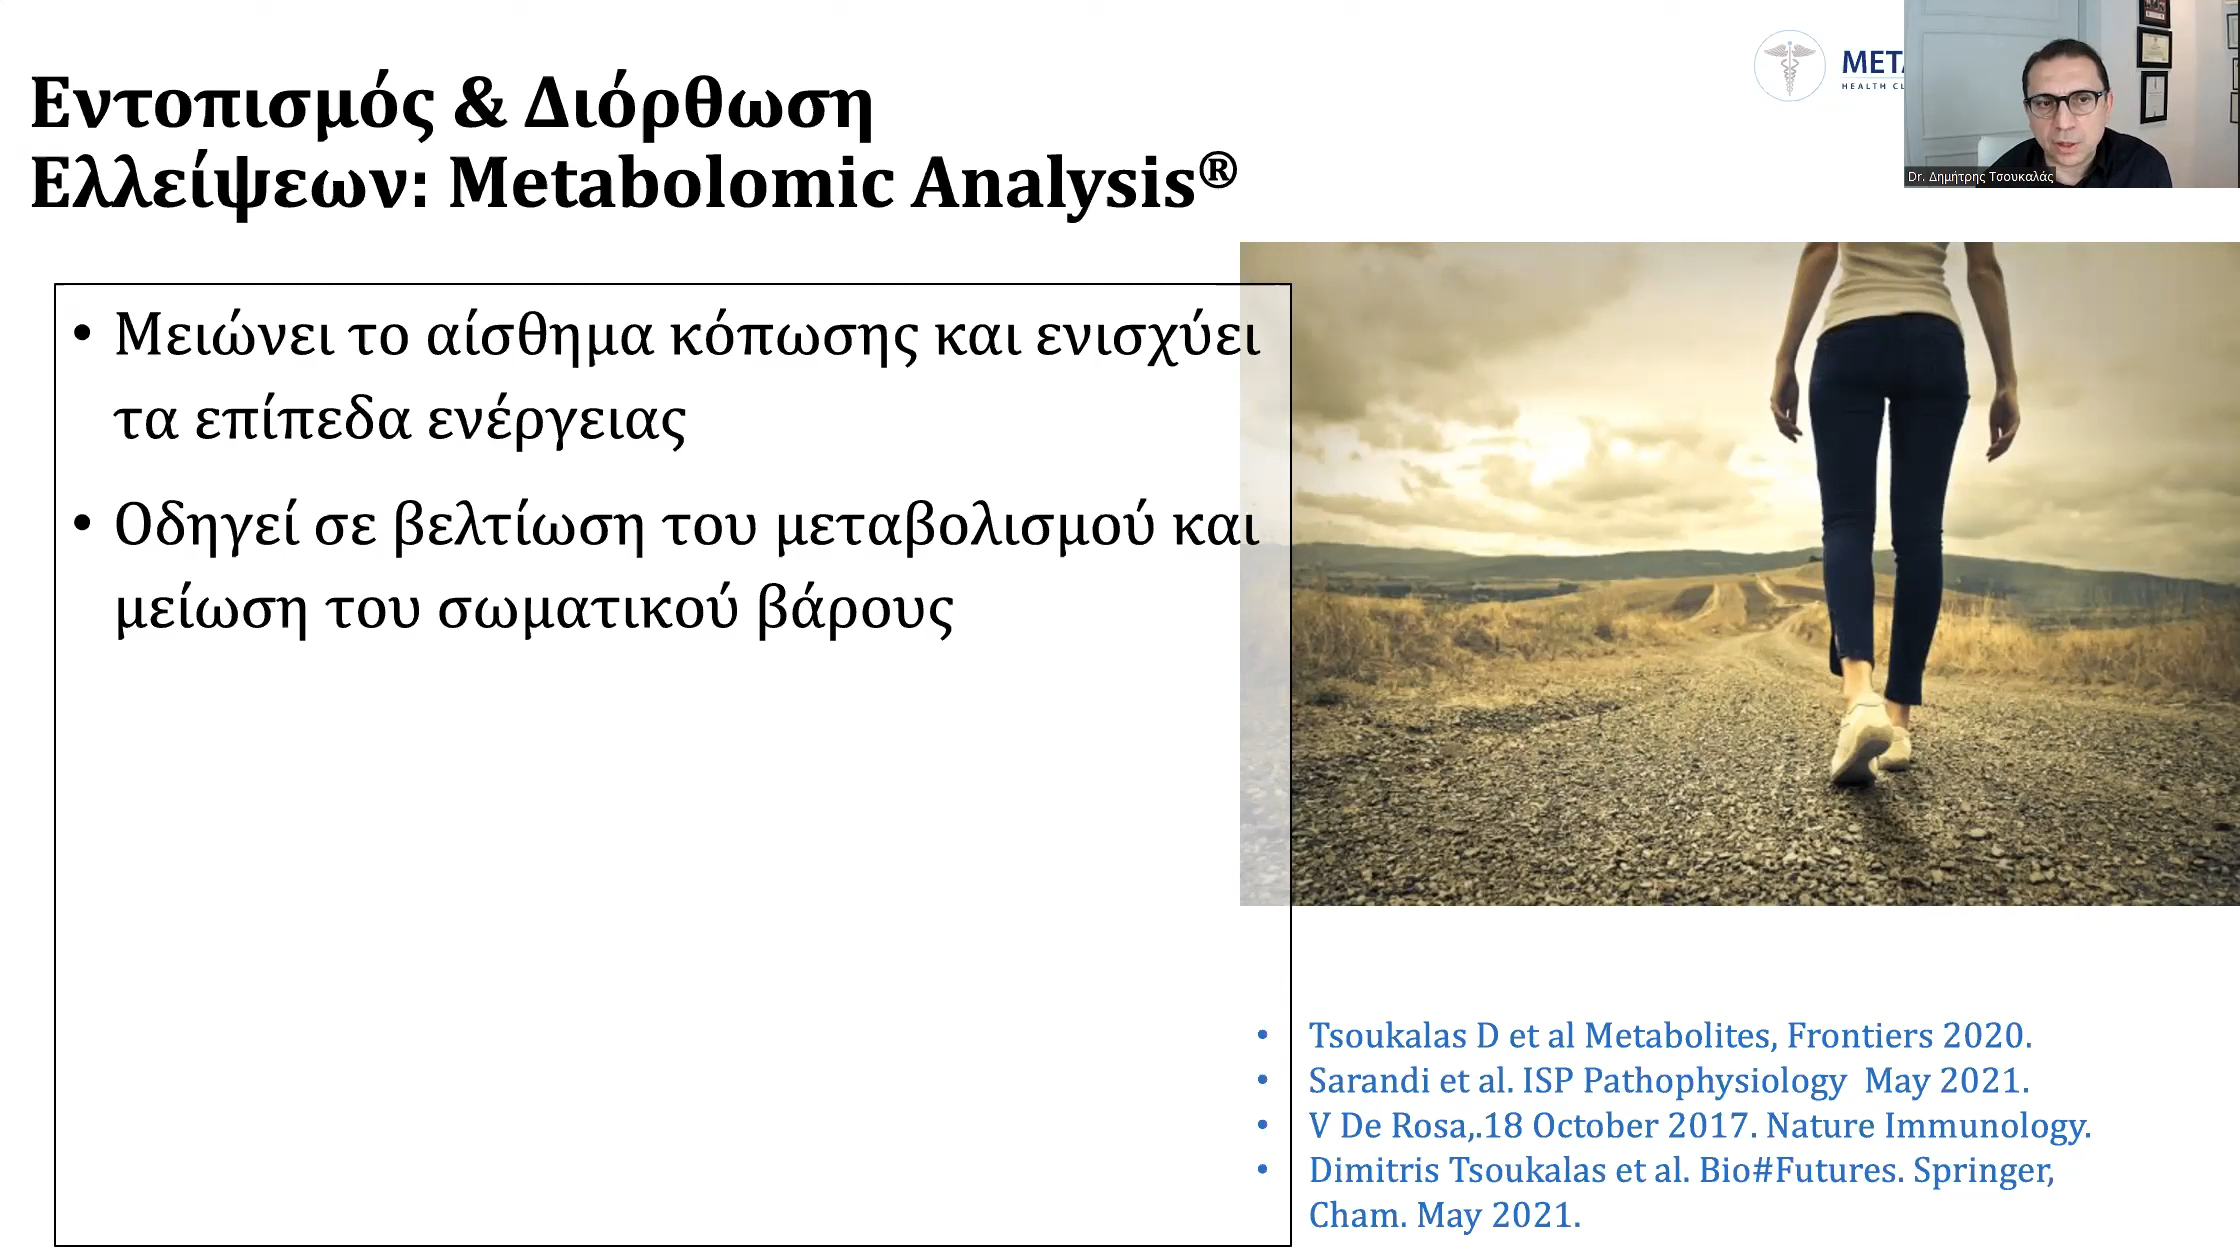 Εντοπισμός & Διόρθωση
Ελλείψεων: Metabolomic Analysis®
HEALTH
Dr. Δημήτρης Τσουκαλάς
• Μειώνει το αίσθημα κόπωσης και ενισχύει
τα επίπεδα ενέργειας
• Οδηγεί σε βελτίωση του μεταβολισμού και
μείωση του σωματικού βάρους
• Tsoukalas D et al Metabolites, Frontiers 2020.
• Sarandi et al. ISP Pathophysiology  May 2021.
• V De Rosa,.18 October 2017. Nature Immunology.
• Dimitris Tsoukalas et al. Bio#Futures. Springer,
Cham. May 2021.